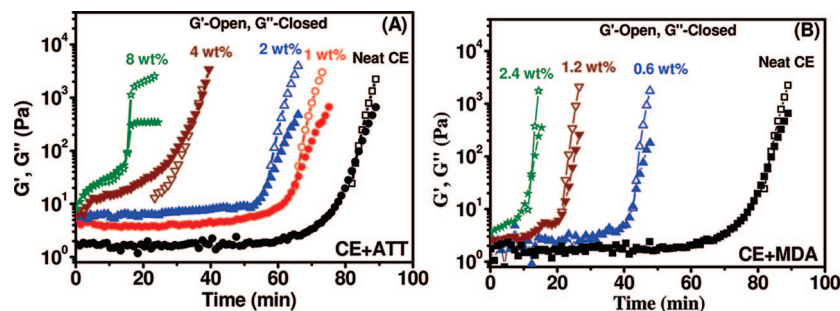 G'-Open, G''-Closed (A)
8 wt%
4 wt%
2 wt%
1 wt%
Neat CE
G', G'' (Pa)
10⁴
10³
10²
10¹
10⁰
CE+ATT
0 20 40 60 80 100
Time (min)
G'-Open, G''-Closed (B)
Neat CE
2.4 wt%
1.2 wt%
0.6 wt%
G', G'' (Pa)
10⁴
10³
10²
10¹
10⁰
CE+MDA
0 20 40 60 80 100
Time (min)